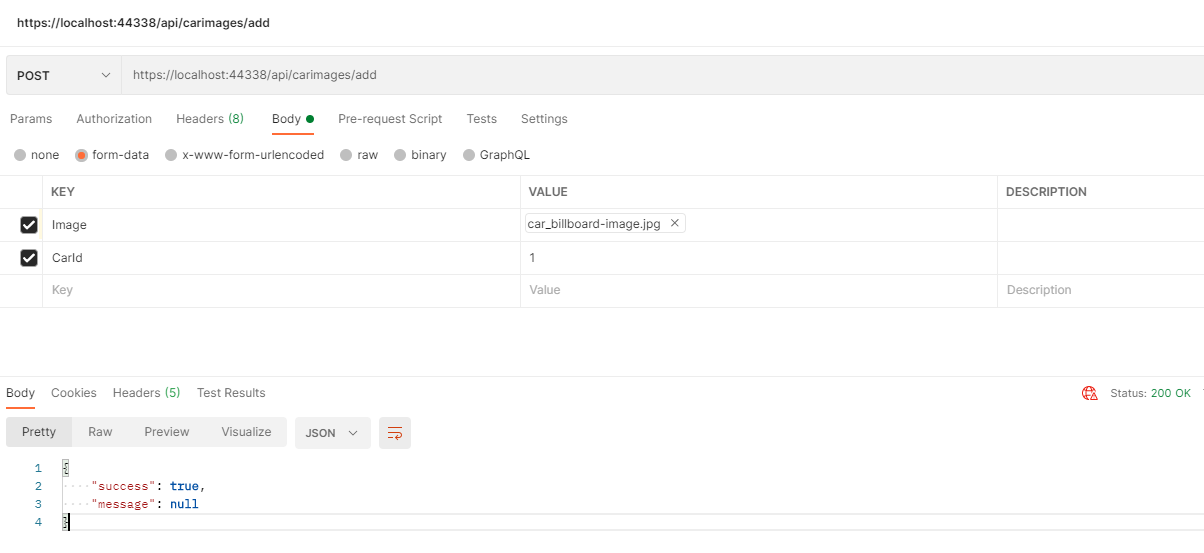 https://localhost:44338/api/carimages/add
POST https://localhost:44338/api/carimages/add
Params Authorization Headers (8) Body Pre-request Script Tests Settings
none form-data x-www-form-urlencoded raw binary GraphQL
KEY VALUE DESCRIPTION
Image car_billboard-image.jpg
CarId 1
Key Value Description
Body Cookies Headers (5) Test Results Status: 200 OK
Pretty Raw Preview Visualize JSON
1 {
2 "success": true,
3 "message": null
4 }